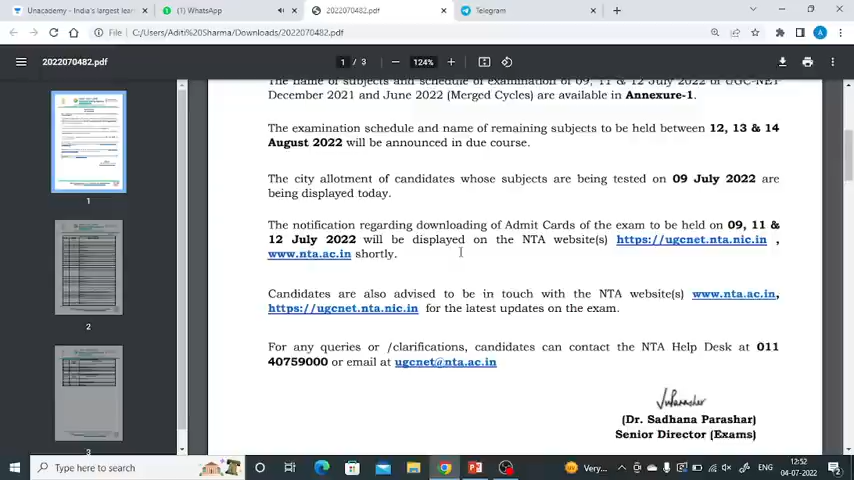 Unacademy - India's largest lear
(1) WhatsApp
2022070482.pdf
Telegram
File
C:/Users/Aditi%20Sharma/Downloads/2022070482.pdf
2022070482.pdf
1 / 3
124%
The name of subjects and schedule of examination of 09, 11 & 12 July 2022 of UGC-NET
December 2021 and June 2022 (Merged Cycles) are available in Annexure-1.
The examination schedule and name of remaining subjects to be held between 12, 13 & 14
August 2022 will be announced in due course.
The city allotment of candidates whose subjects are being tested on 09 July 2022 are
being displayed today.
The notification regarding downloading of Admit Cards of the exam to be held on 09, 11 &
12 July 2022 will be displayed on the NTA website(s) https://ugcnet.nta.nic.in ,
www.nta.ac.in shortly.
Candidates are also advised to be in touch with the NTA website(s) www.nta.ac.in,
https://ugcnet.nta.nic.in for the latest updates on the exam.
For any queries or /clarifications, candidates can contact the NTA Help Desk at 011
40759000 or email at ugcnet@nta.ac.in
(Dr. Sadhana Parashar)
Senior Director (Exams)
1
2
3
Type here to search
Very...
ENG
12:52
04-07-2022
2